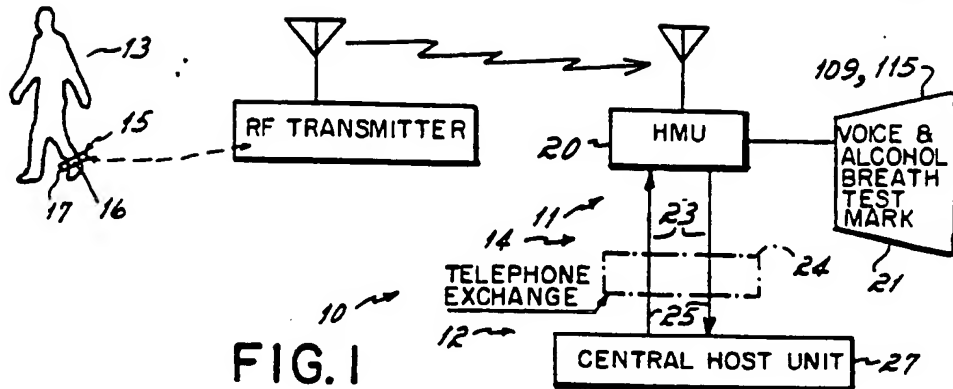 13
15
16
17
RF TRANSMITTER
HMU
20
109, 115
VOICE &
ALCOHOL
BREATH
TEST
MARK
21
11
23
14
24
TELEPHONE
EXCHANGE
10
25
12
CENTRAL HOST UNIT
27
FIG. 1